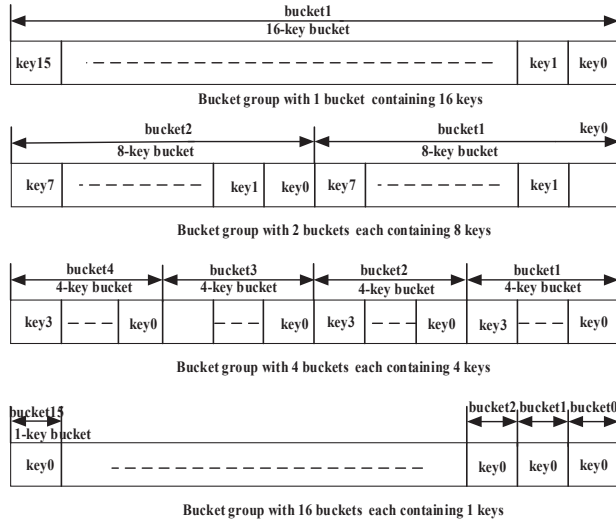 bucket1
16-key bucket
key15 key1 key0
Bucket group with 1 bucket containing 16 keys
bucket2 bucket1 key0
8-key bucket 8-key bucket
key7 key1 key0 key7 key1
Bucket group with 2 buckets each containing 8 keys
bucket4 bucket3 bucket2 bucket1
4-key bucket 4-key bucket 4-key bucket 4-key bucket
key3 key0 key0 key3 key0 key3 key0
Bucket group with 4 buckets each containing 4 keys
bucket15 bucket2 bucket1 bucket0
1-key bucket
key0 key0 key0 key0
Bucket group with 16 buckets each containing 1 keys